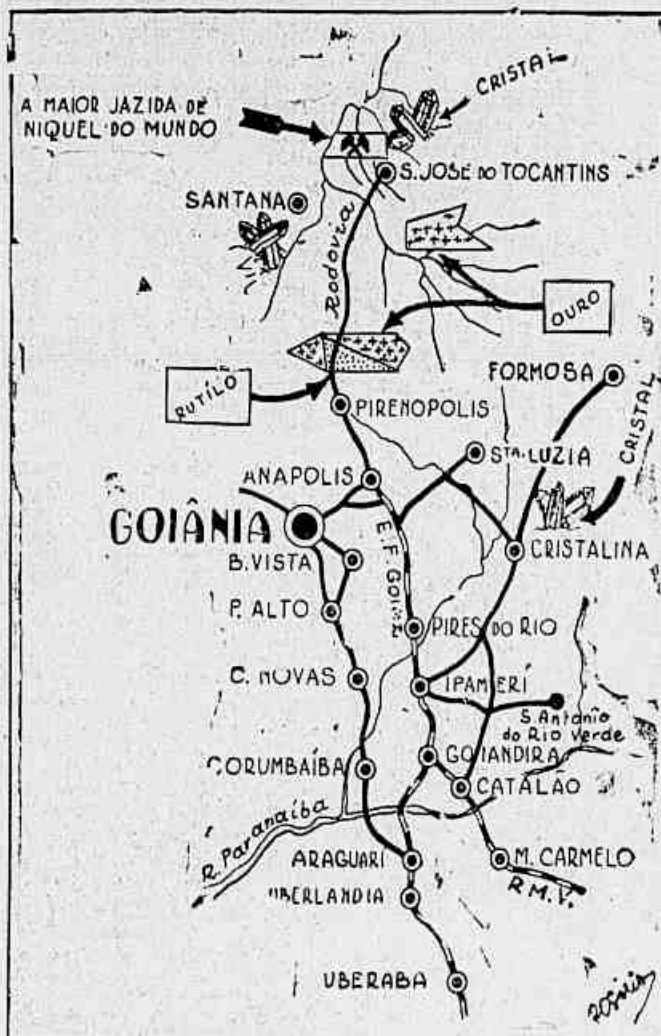 CRISTAL
A MAIOR JAZIDA DE
NIQUEL DO MUNDO
S. JOSÉ DO TOCANTINS
SANTANA
Rodovia
OURO
RUTILO
FORMOSA
PIRENOPOLIS
CRISTAL
STA. LUZIA
ANAPOLIS
GOIÂNIA
E. F. GOIAZ
CRISTALINA
B. VISTA
P. ALTO
PIRES DO RIO
C. NOVAS
IPAMERÍ
S. Antonio
do Rio Verde
GOIANDIRA
CORUMBAÍBA
CATALÃO
R. Paranaíba
ARAGUARI
M. CARMELO
R. M. V.
UBERLANDIA
UBERABA